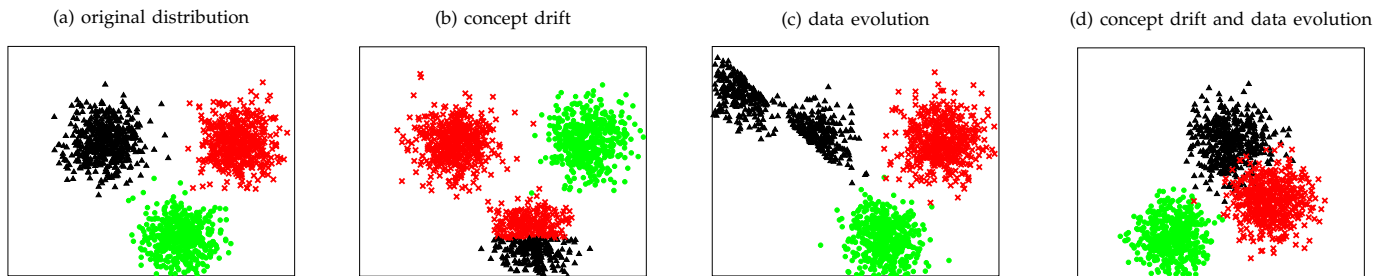 (a) original distribution
(b) concept drift
(c) data evolution
(d) concept drift and data evolution